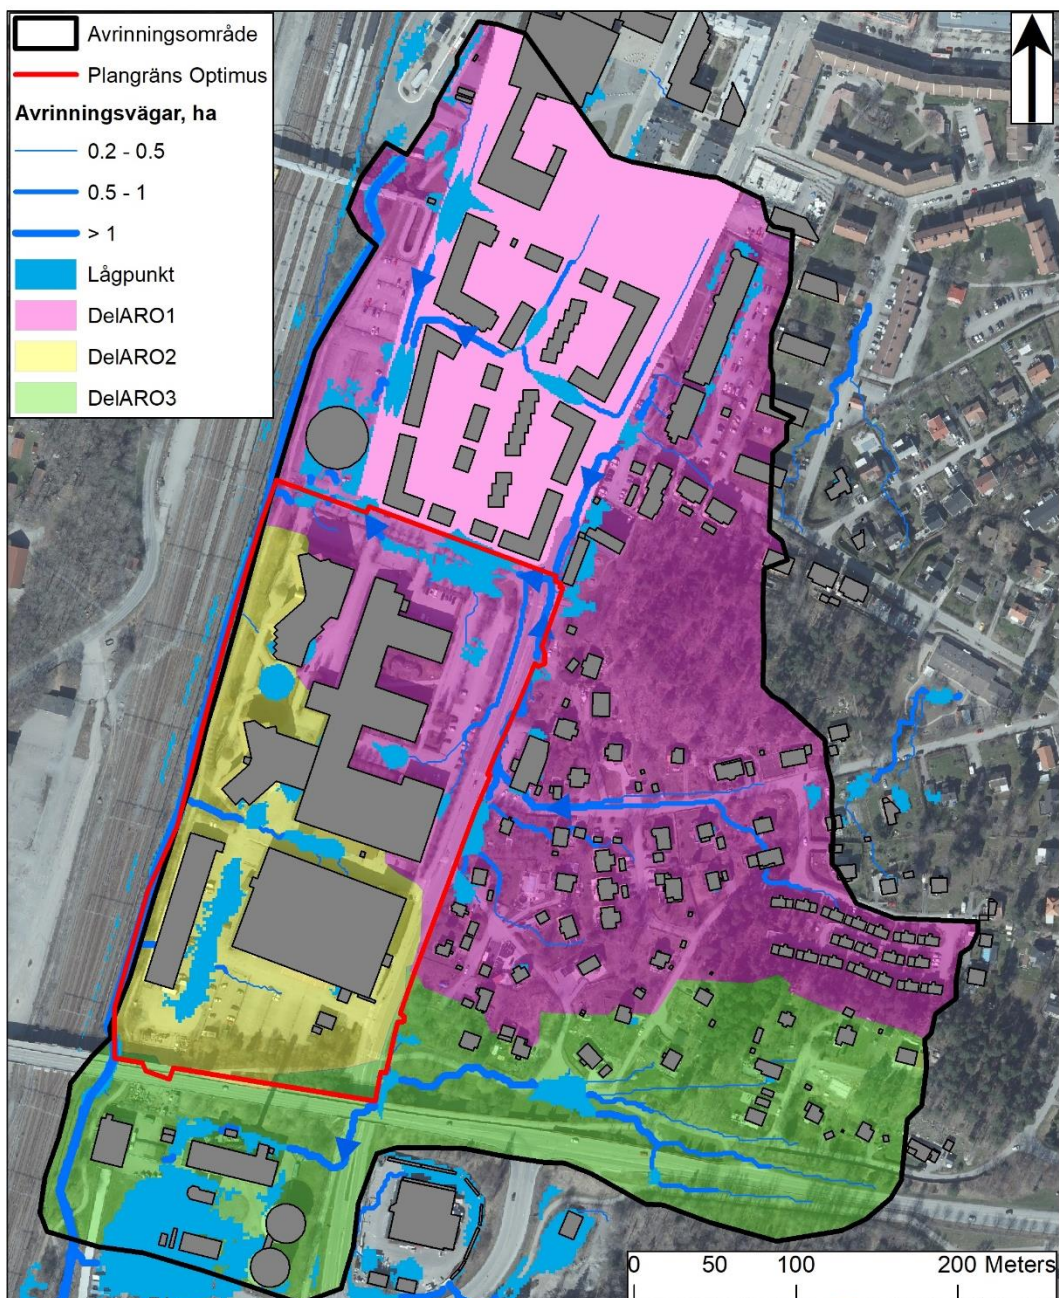 Avrinningsområde
Plangräns Optimus
Avrinningsvägar, ha
0.2 - 0.5
0.5 - 1
> 1
Lågpunkt
DelARO1
DelARO2
DelARO3
0 50 100 200 Meters